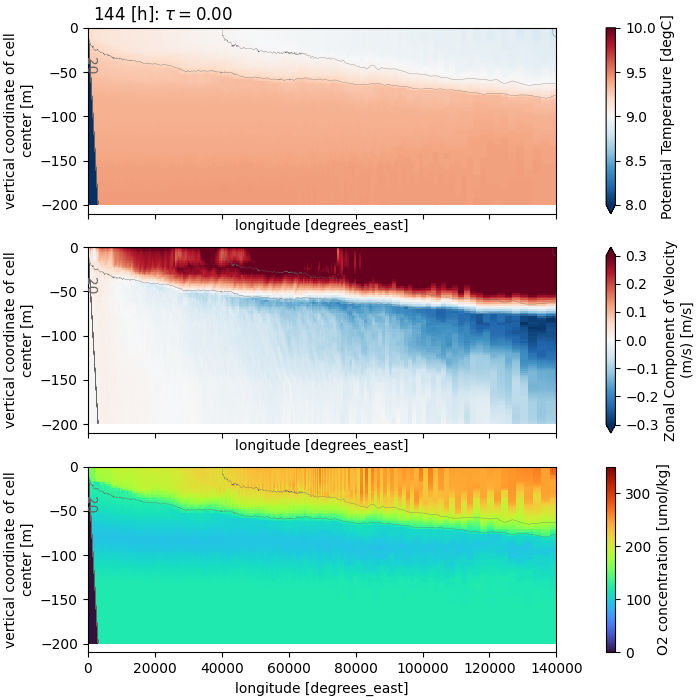 144 [h]: τ = 0.00
vertical coordinate of cell
center [m]
0
−50
−100
−150
−200
20
longitude [degrees_east]
10.0
9.5
9.0
8.5
8.0
Potential Temperature [degC]
vertical coordinate of cell
center [m]
0
−50
−100
−150
−200
20
longitude [degrees_east]
0.3
0.2
0.1
0.0
−0.1
−0.2
−0.3
Zonal Component of Velocity
(m/s) [m/s]
vertical coordinate of cell
center [m]
0
−50
−100
−150
−200
20
0 20000 40000 60000 80000 100000 120000 140000
longitude [degrees_east]
300
200
100
0
O2 concentration [umol/kg]